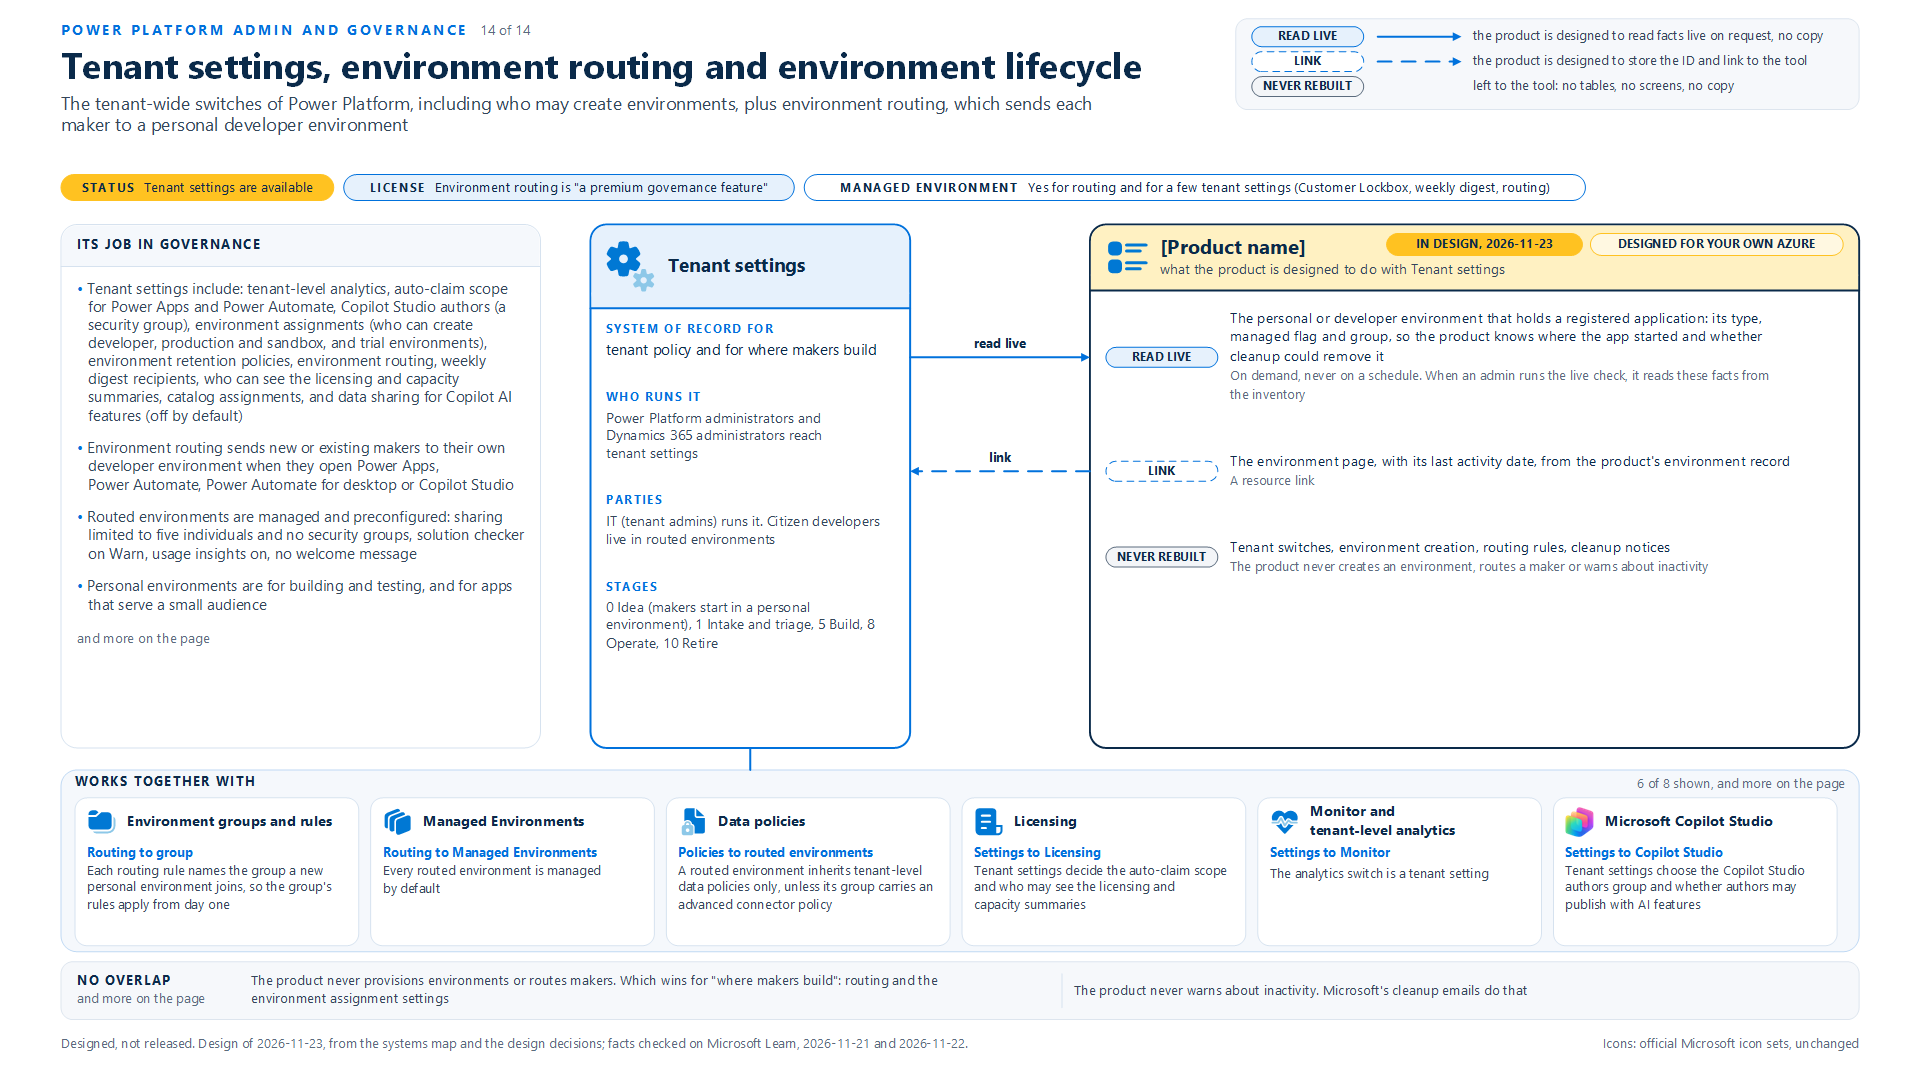 POWER PLATFORM ADMIN AND GOVERNANCE 14 of 14
Tenant settings, environment routing and environment lifecycle
The tenant-wide switches of Power Platform, including who may create environments, plus environment routing, which sends each
maker to a personal developer environment
READ LIVE the product is designed to read facts live on request, no copy
LINK the product is designed to store the ID and link to the tool
NEVER REBUILT left to the tool: no tables, no screens, no copy
STATUS Tenant settings are available
LICENSE Environment routing is "a premium governance feature"
MANAGED ENVIRONMENT Yes for routing and for a few tenant settings (Customer Lockbox, weekly digest, routing)
ITS JOB IN GOVERNANCE
• Tenant settings include: tenant-level analytics, auto-claim scope
for Power Apps and Power Automate, Copilot Studio authors (a
security group), environment assignments (who can create
developer, production and sandbox, and trial environments),
environment retention policies, environment routing, weekly
digest recipients, who can see the licensing and capacity
summaries, catalog assignments, and data sharing for Copilot AI
features (off by default)
• Environment routing sends new or existing makers to their own
developer environment when they open Power Apps,
Power Automate, Power Automate for desktop or Copilot Studio
• Routed environments are managed and preconfigured: sharing
limited to five individuals and no security groups, solution checker
on Warn, usage insights on, no welcome message
• Personal environments are for building and testing, and for apps
that serve a small audience
and more on the page
Tenant settings
SYSTEM OF RECORD FOR
tenant policy and for where makers build
WHO RUNS IT
Power Platform administrators and
Dynamics 365 administrators reach
tenant settings
PARTIES
IT (tenant admins) runs it. Citizen developers
live in routed environments
STAGES
0 Idea (makers start in a personal
environment), 1 Intake and triage, 5 Build, 8
Operate, 10 Retire
read live
link
[Product name]
IN DESIGN, 2026-11-23
DESIGNED FOR YOUR OWN AZURE
what the product is designed to do with Tenant settings
READ LIVE
The personal or developer environment that holds a registered application: its type,
managed flag and group, so the product knows where the app started and whether
cleanup could remove it
On demand, never on a schedule. When an admin runs the live check, it reads these facts from
the inventory
LINK
The environment page, with its last activity date, from the product's environment record
A resource link
NEVER REBUILT
Tenant switches, environment creation, routing rules, cleanup notices
The product never creates an environment, routes a maker or warns about inactivity
WORKS TOGETHER WITH
6 of 8 shown, and more on the page
Environment groups and rules
Routing to group
Each routing rule names the group a new
personal environment joins, so the group's
rules apply from day one
Managed Environments
Routing to Managed Environments
Every routed environment is managed
by default
Data policies
Policies to routed environments
A routed environment inherits tenant-level
data policies only, unless its group carries an
advanced connector policy
Licensing
Settings to Licensing
Tenant settings decide the auto-claim scope
and who may see the licensing and
capacity summaries
Monitor and
tenant-level analytics
Settings to Monitor
The analytics switch is a tenant setting
Microsoft Copilot Studio
Settings to Copilot Studio
Tenant settings choose the Copilot Studio
authors group and whether authors may
publish with AI features
NO OVERLAP
and more on the page
The product never provisions environments or routes makers. Which wins for "where makers build": routing and the
environment assignment settings
The product never warns about inactivity. Microsoft's cleanup emails do that
Designed, not released. Design of 2026-11-23, from the systems map and the design decisions; facts checked on Microsoft Learn, 2026-11-21 and 2026-11-22.
Icons: official Microsoft icon sets, unchanged